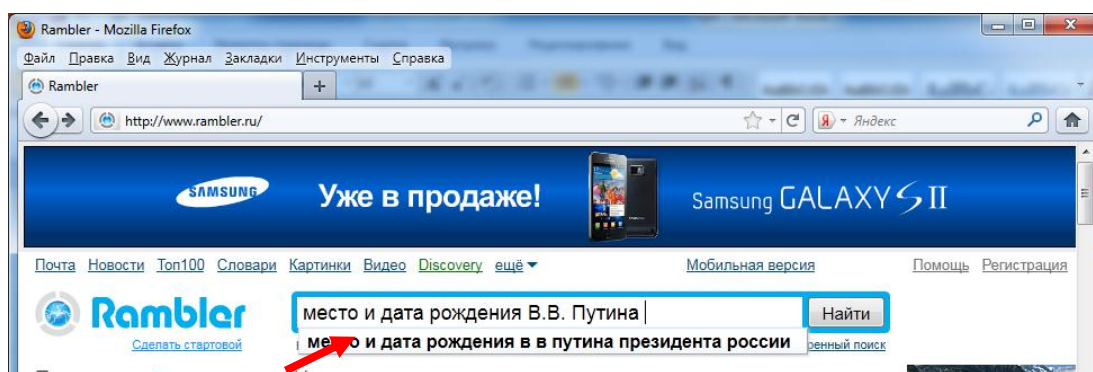 Rambler - Mozilla Firefox
Файл Правка Вид Журнал Закладки Инструменты Справка
Rambler
http://www.rambler.ru/ Яндекс
SAMSUNG Уже в продаже! Samsung GALAXY S II
Почта Новости Топ100 Словари Картинки Видео Discovery ещё Мобильная версия Помощь Регистрация
Rambler место и дата рождения В.В. Путина Найти
Сделать стартовой место и дата рождения в в путина президента россии поиск